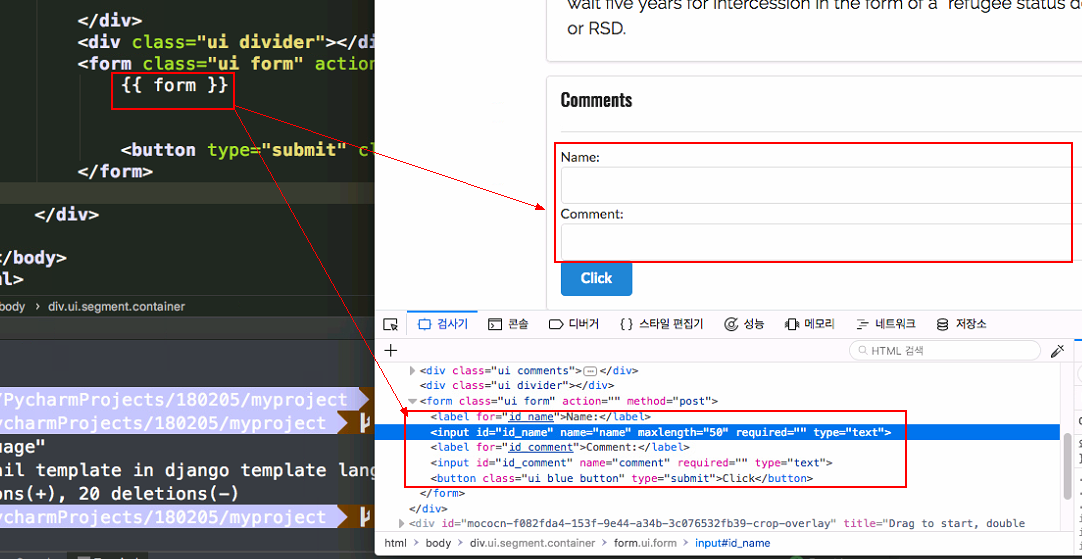 </div>
<div class="ui divider"></di
<form class="ui form" action
{{ form }}
<button type="submit" cl
</form>
</div>
</body>
ml>
body > div.ui.segment.container
/PycharmProjects/180205/myproject
ycharmProjects/180205/myproject
uage"
ail template in django template lang
ons(+), 20 deletions(-)
ycharmProjects/180205/myproject
wait five years for intercession in the form of a "refugee status de
or RSD.
Comments
Name:
Comment:
Click
검사기 콘솔 디버거 {} 스타일 편집기 성능 메모리 네트워크 저장소
+ HTML 검색
<div class="ui comments"></div>
<div class="ui divider"></div>
<form class="ui form" action="" method="post">
<label for="id_name">Name:</label>
<input id="id_name" name="name" maxlength="50" required="" type="text">
<label for="id_comment">Comment:</label>
<input id="id_comment" name="comment" required="" type="text">
<button class="ui blue button" type="submit">Click</button>
</form>
</div>
<div id="mococn-f082fda4-153f-9e44-a34b-3c076532fb39-crop-overlay" title="Drag to start, double
html > body > div.ui.segment.container > form.ui.form > input#id_name